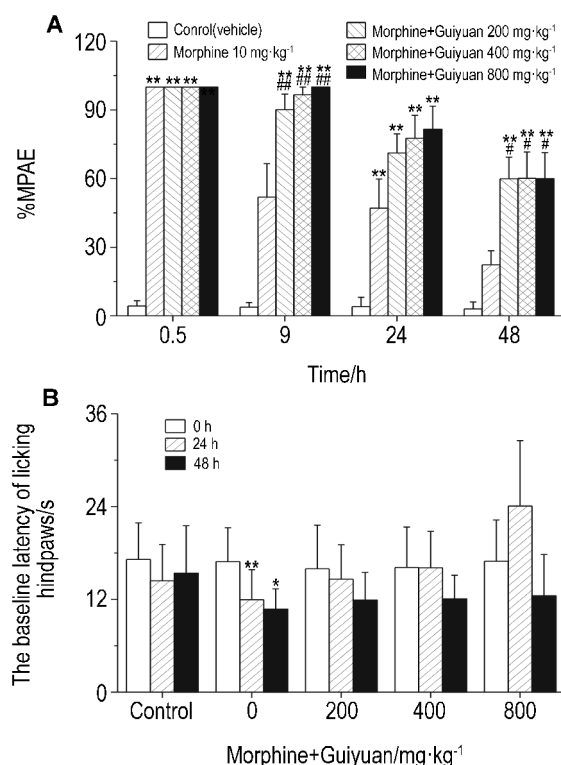 A
Conrol(vehicle)
Morphine 10 mg·kg⁻¹
Morphine+Guiyuan 200 mg·kg⁻¹
Morphine+Guiyuan 400 mg·kg⁻¹
Morphine+Guiyuan 800 mg·kg⁻¹
120
90
60
30
0
%MPAE
** ** ** **
** ** **
## ## ##
** ** ** **
** ** **
# # #
0.5 9 24 48
Time/h
B
0 h
24 h
48 h
36
24
12
0
The baseline latency of licking
hindpaws/s
** *
Control 0 200 400 800
Morphine+Guiyuan/mg·kg⁻¹